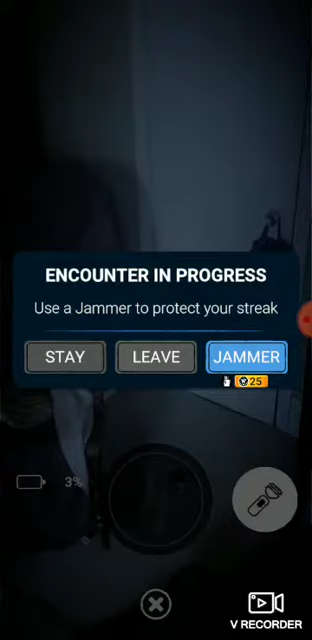 ENCOUNTER IN PROGRESS
Use a Jammer to protect your streak
STAY
LEAVE
JAMMER
25
3%
V RECORDER